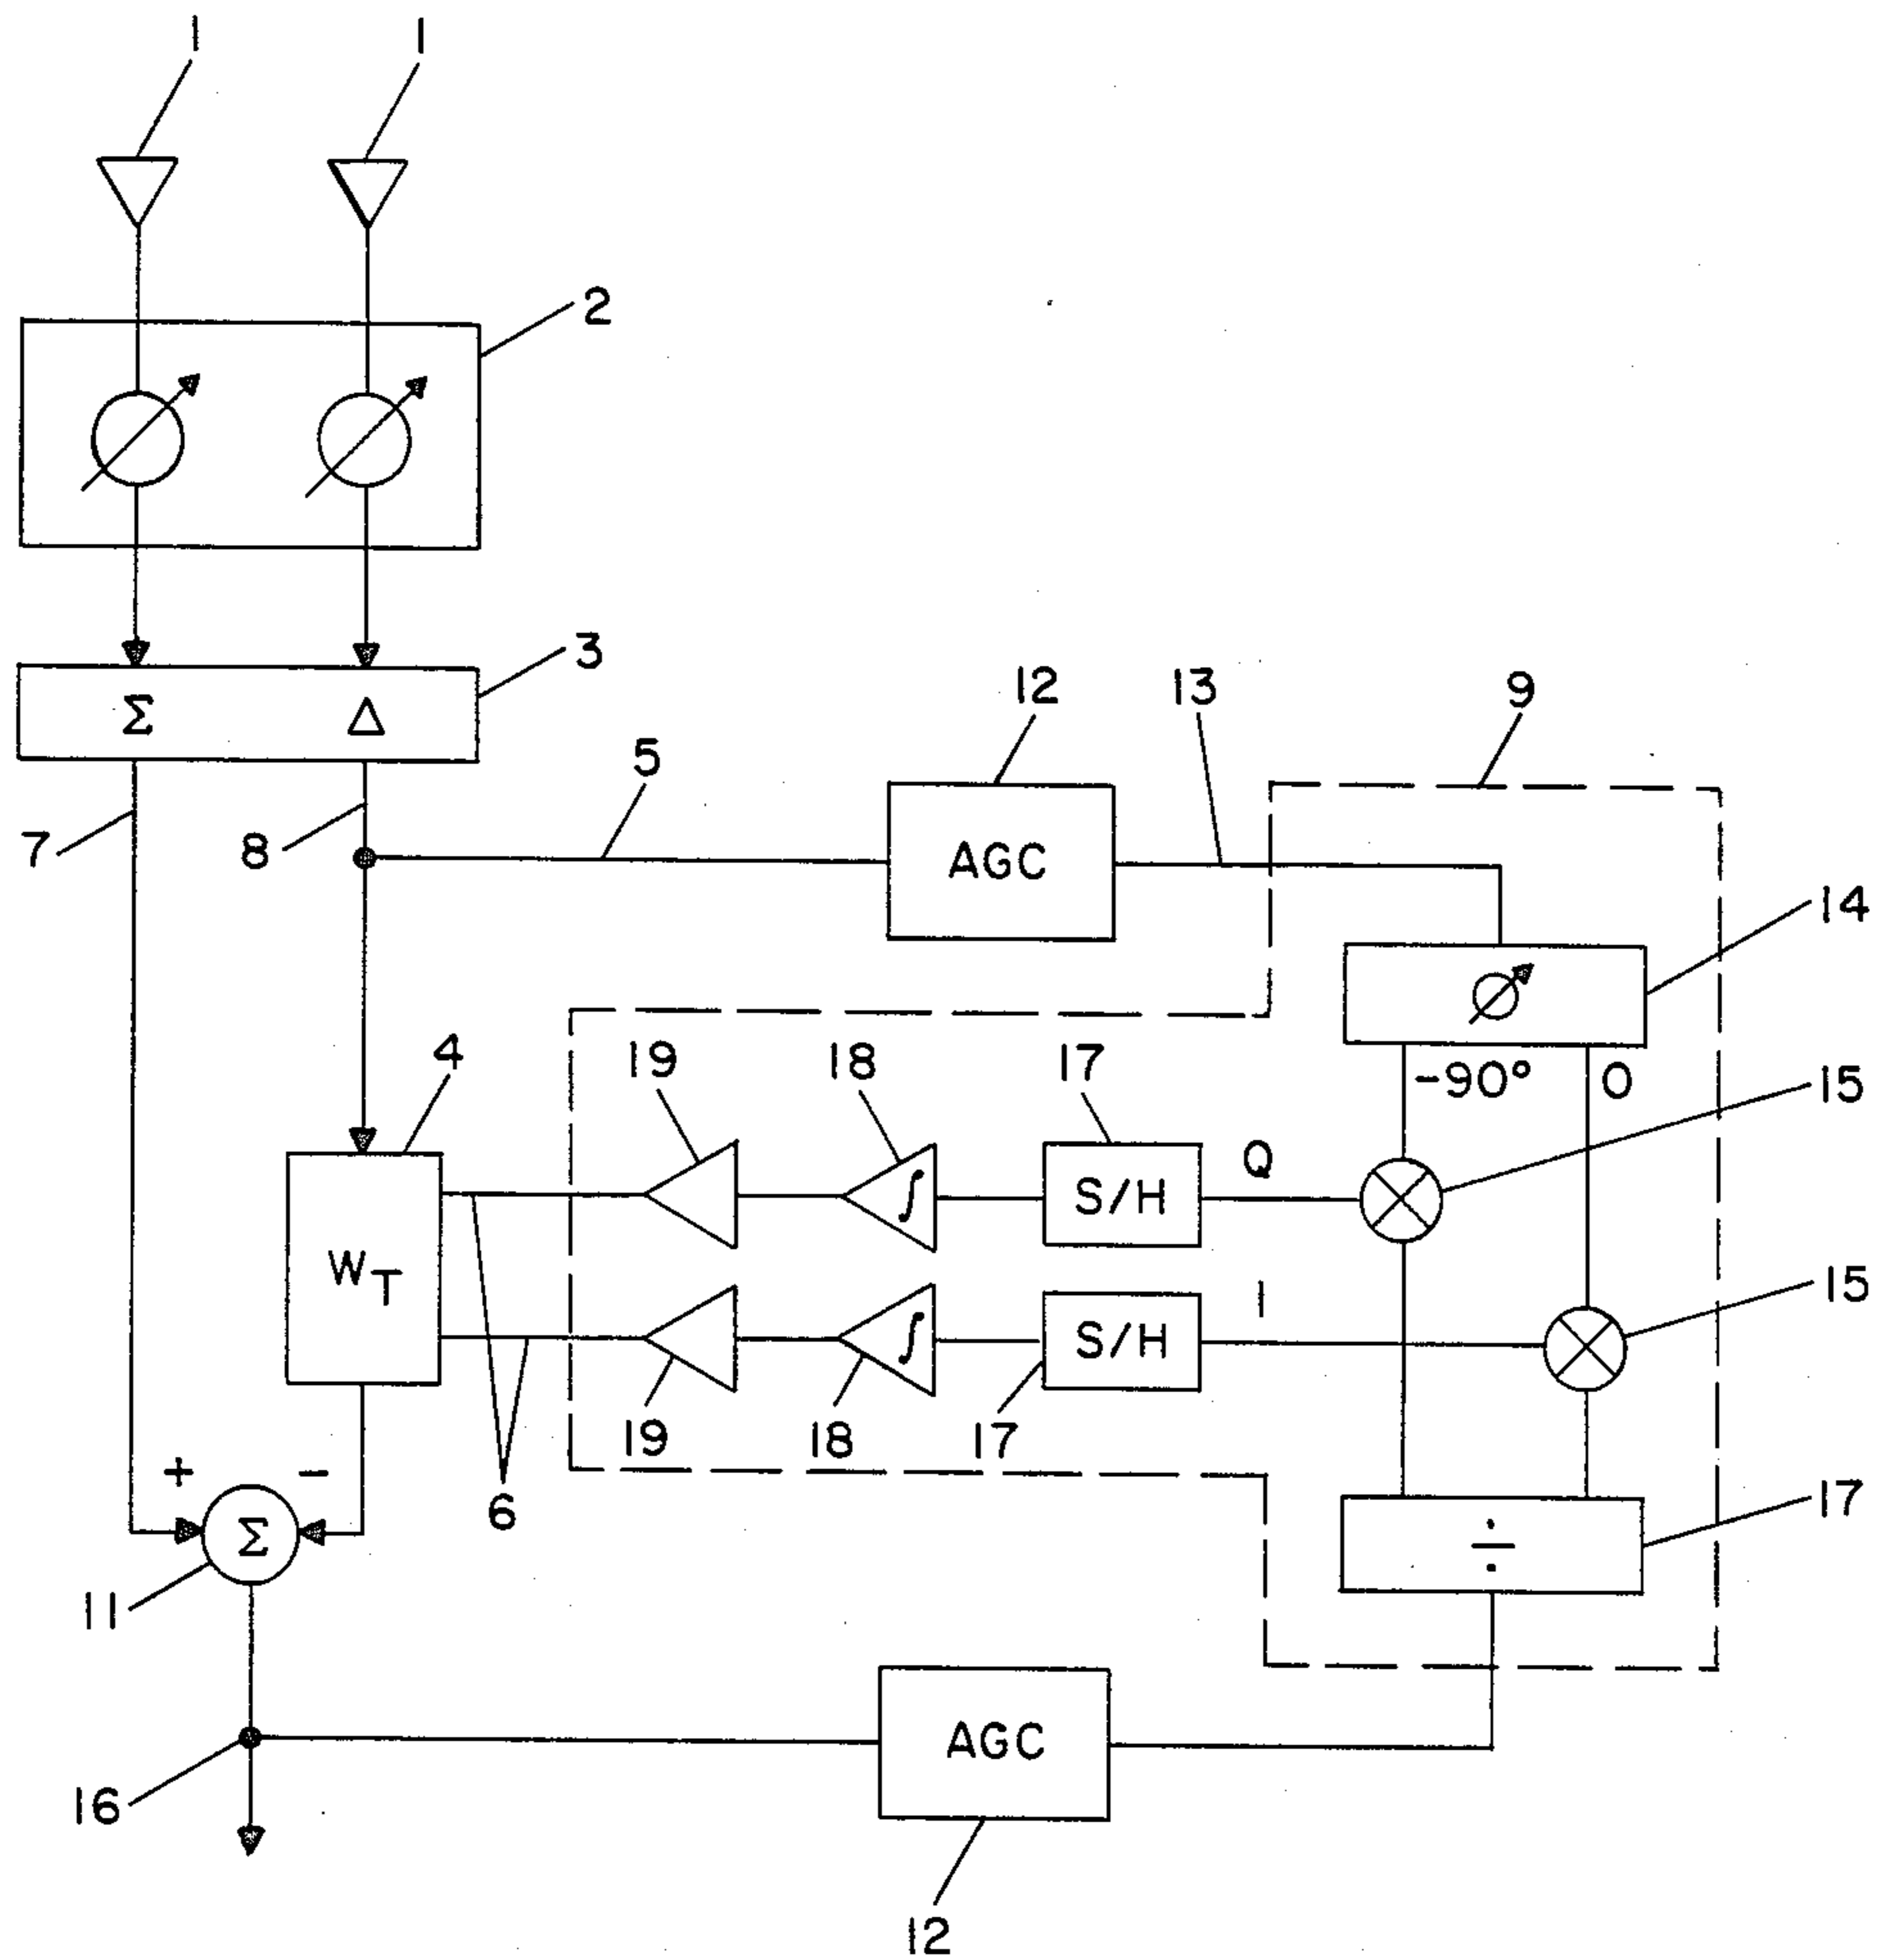 1 1
2
3
Σ Δ
12 13 9
5
7 8
AGC
14
-90° 0
4 19 18 17 15
Q
∫ S/H
W_T
I 15
∫ S/H
19 18 17
+ -
6 17
Σ ÷
11
AGC
16
12